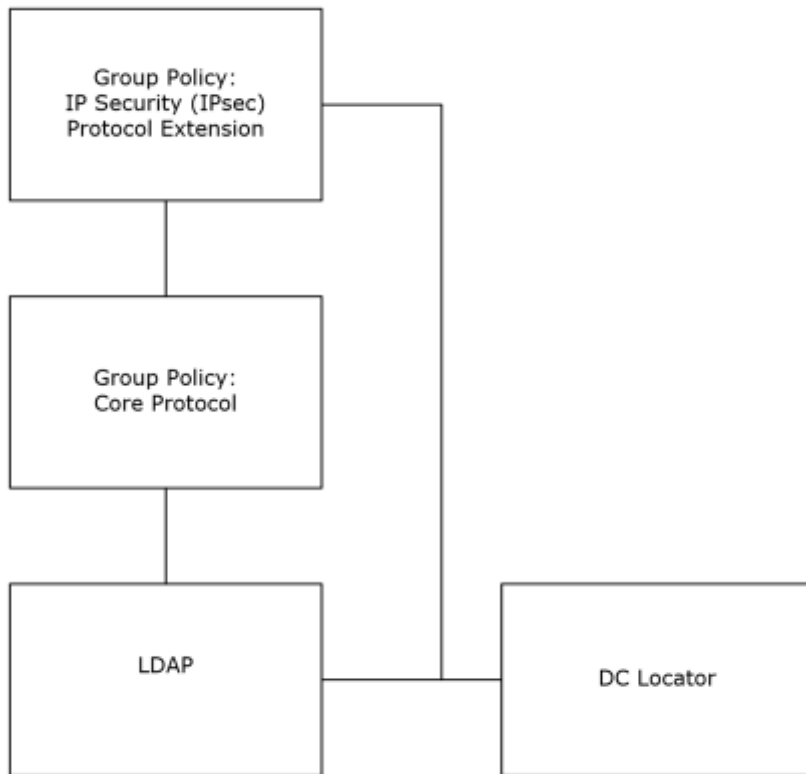 Group Policy:
IP Security (IPsec)
Protocol Extension
Group Policy:
Core Protocol
LDAP
DC Locator